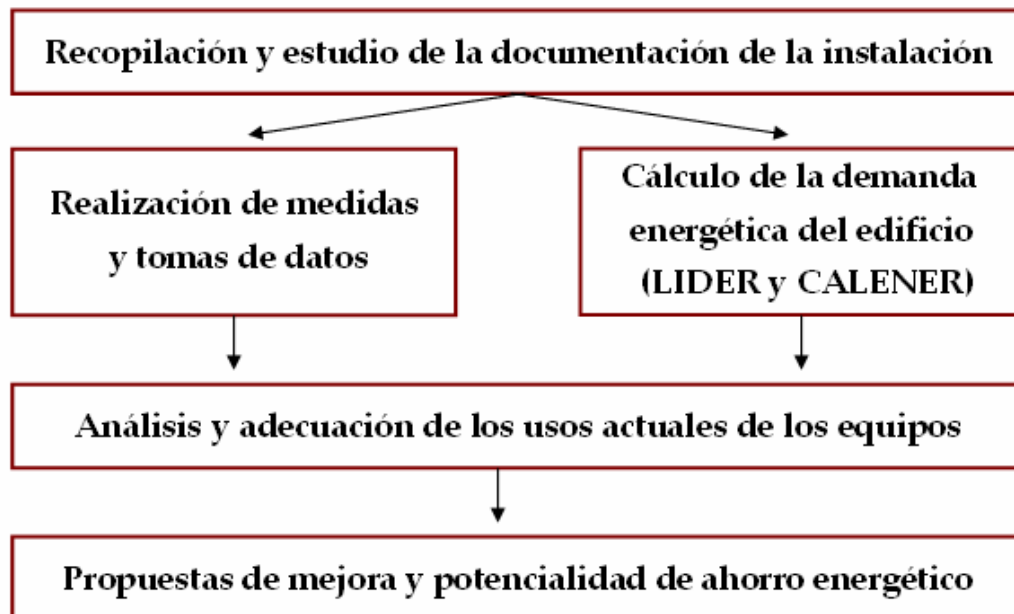 Recopilación y estudio de la documentación de la instalación
Realización de medidas
y tomas de datos
Cálculo de la demanda
energética del edificio
(LIDER y CALENER)
Análisis y adecuación de los usos actuales de los equipos
Propuestas de mejora y potencialidad de ahorro energético